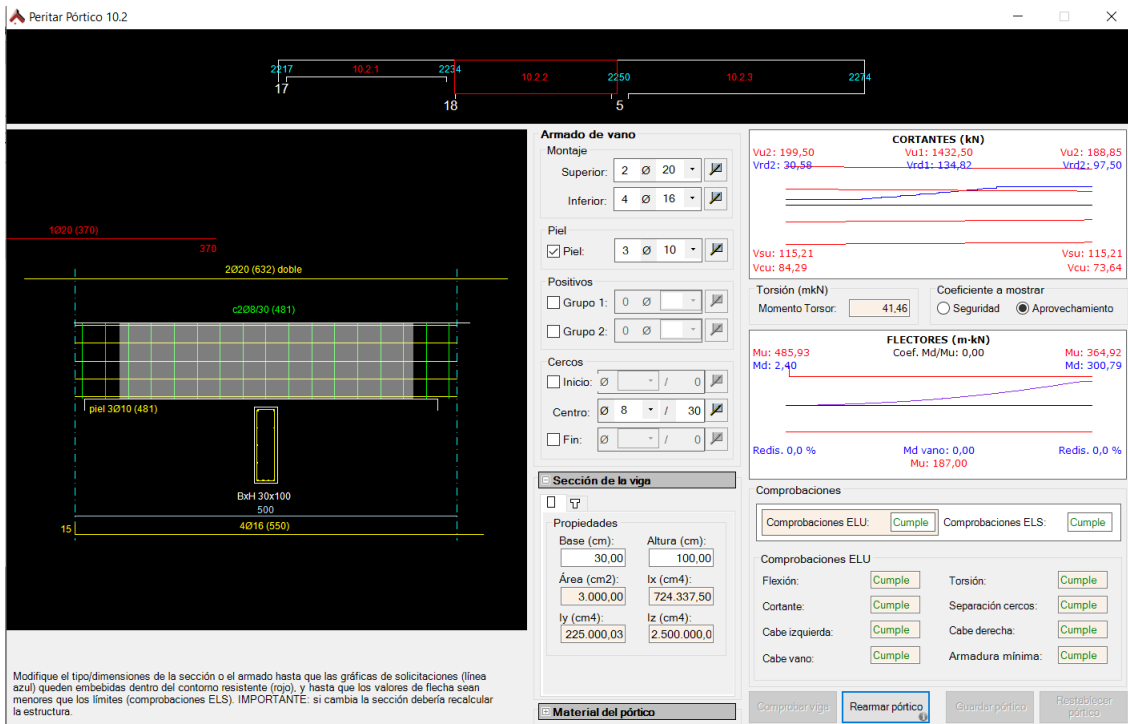 Peritar Pórtico 10.2
2217 10.2.1 2234 10.2.2 2250 10.2.3 2274
17
18 5
1Ø20 (370)
370
2Ø20 (632) doble
c2Ø8/30 (481)
piel 3Ø10 (481)
BxH 30x100
500
15 4Ø16 (550)
Modifique el tipo/dimensiones de la sección o el armado hasta que las gráficas de solicitaciones (línea
azul) queden embebidas dentro del contorno resistente (rojo), y hasta que los valores de flecha sean
menores que los límites (comprobaciones ELS). IMPORTANTE: si cambia la sección debería recalcular
la estructura.
Armado de vano
Montaje
Superior: 2 Ø 20
Inferior: 4 Ø 16
Piel
Piel: 3 Ø 10
Positivos
Grupo 1: 0 Ø
Grupo 2: 0 Ø
Cercos
Inicio: Ø / 0
Centro: Ø 8 / 30
Fin: Ø / 0
Sección de la viga
Propiedades
Base (cm): Altura (cm):
30,00 100,00
Área (cm2): Ix (cm4):
3.000,00 724.337,50
Iy (cm4): Iz (cm4):
225.000,03 2.500.000,0
Material del pórtico
CORTANTES (kN)
Vu2: 199,50 Vu1: 1432,50 Vu2: 188,85
Vrd2: 30,58 Vrd1: 134,82 Vrd2: 97,50
Vsu: 115,21 Vsu: 115,21
Vcu: 84,29 Vcu: 73,64
Torsión (mkN)
Momento Torsor: 41,46
Coeficiente a mostrar
Seguridad Aprovechamiento
FLECTORES (m·kN)
Mu: 485,93 Coef. Md/Mu: 0,00 Mu: 364,92
Md: 2,40 Md: 300,79
Redis. 0,0 % Md vano: 0,00 Redis. 0,0 %
Mu: 187,00
Comprobaciones
Comprobaciones ELU: Cumple Comprobaciones ELS: Cumple
Comprobaciones ELU
Flexión: Cumple Torsión: Cumple
Cortante: Cumple Separación cercos: Cumple
Cabe izquierda: Cumple Cabe derecha: Cumple
Cabe vano: Cumple Armadura mínima: Cumple
Comprobar viga Rearmar pórtico Guardar pórtico Restablecer
pórtico